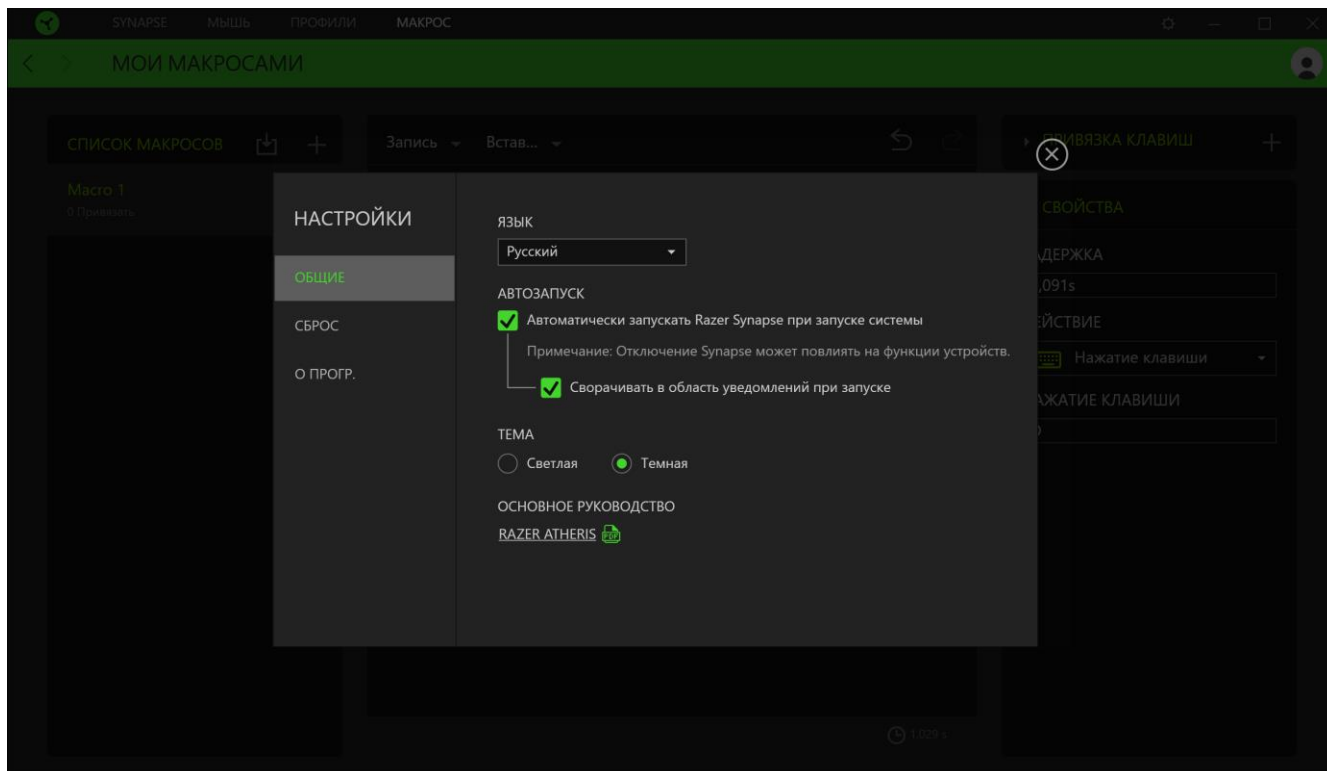 SYNAPSE МЫШЬ ПРОФИЛИ МАКРОС
МОИ МАКРОСАМИ
СПИСОК МАКРОСОВ
Запись Встав...
ПРИВЯЗКА КЛАВИШ
Macro 1
0 Привязать
НАСТРОЙКИ
ОБЩИЕ
СБРОС
О ПРОГР.
ЯЗЫК
Русский
АВТОЗАПУСК
Автоматически запускать Razer Synapse при запуске системы
Примечание: Отключение Synapse может повлиять на функции устройств.
Сворачивать в область уведомлений при запуске
ТЕМА
Светлая Темная
ОСНОВНОЕ РУКОВОДСТВО
RAZER ATHERIS PDF
СВОЙСТВА
АДЕРЖКА
,091s
ЕЙСТВИЕ
Нажатие клавиши
АЖАТИЕ КЛАВИШИ
1.029 s